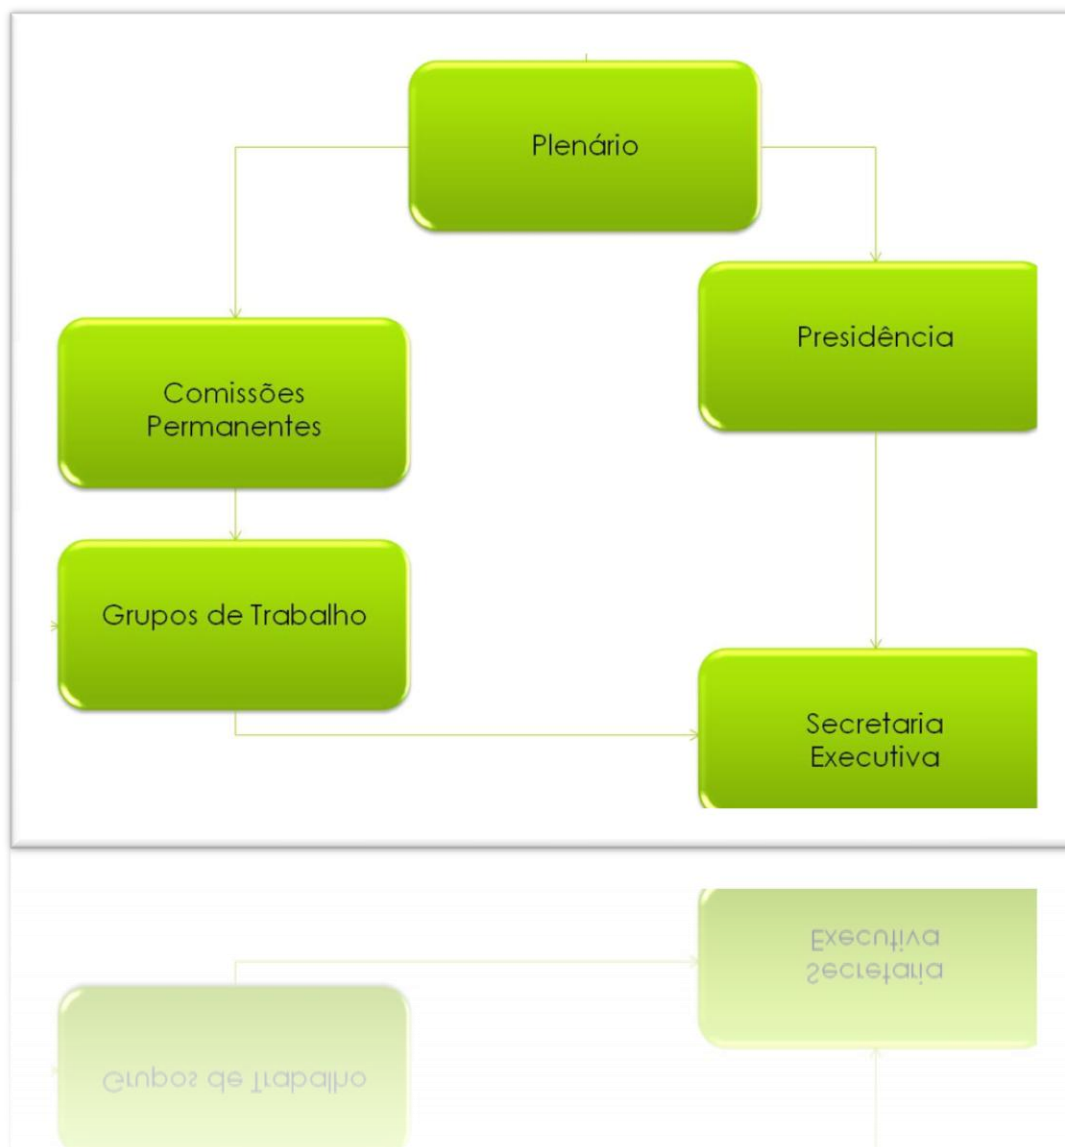 Plenário
Presidência
Comissões
Permanentes
Grupos de Trabalho
Secretaria
Executiva